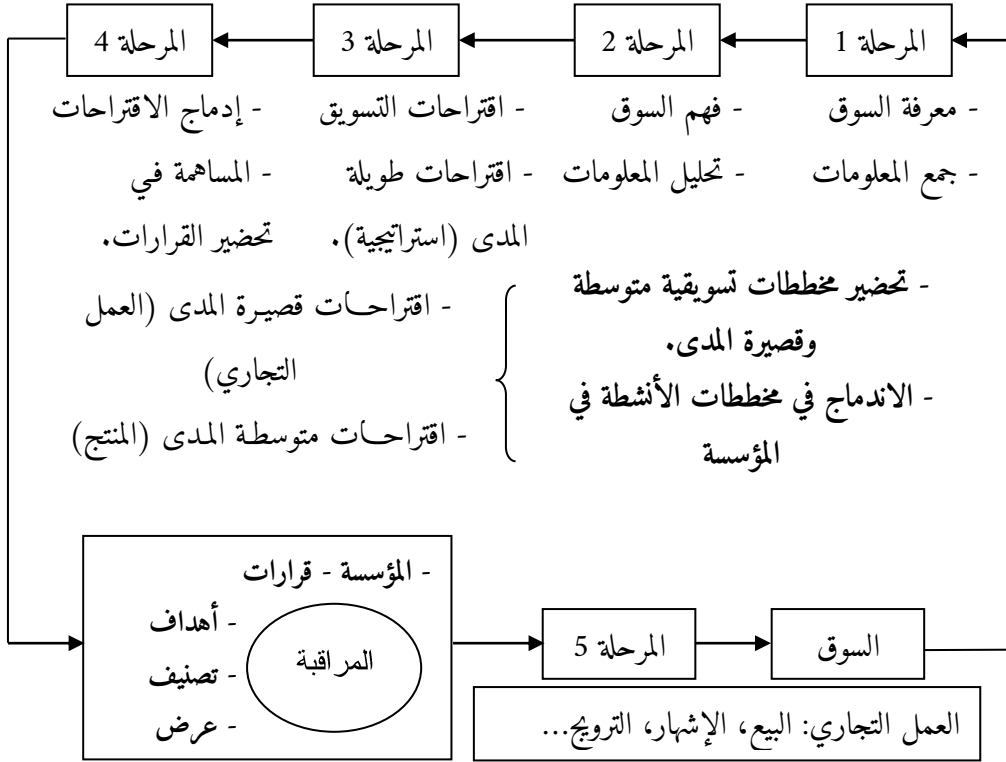 المرحلة 1
المرحلة 2
المرحلة 3
المرحلة 4
- معرفة السوق
- جمع المعلومات
- فهم السوق
- تحليل المعلومات
- اقتراحات التسويق
- اقتراحات طويلة
المدى (استراتيجية).
- إدماج الاقتراحات
- المساهمة في
تحضير القرارات.
- تحضير مخططات تسويقية متوسطة
وقصيرة المدى.
- الاندماج في مخططات الأنشطة في
المؤسسة
- اقتراحات قصيرة المدى (العمل
التجاري)
- اقتراحات متوسطة المدى (المنتج)
- المؤسسة - قرارات
- أهداف
- تصنيف
- عرض
المراقبة
المرحلة 5
السوق
العمل التجاري: البيع، الإشهار، الترويج...